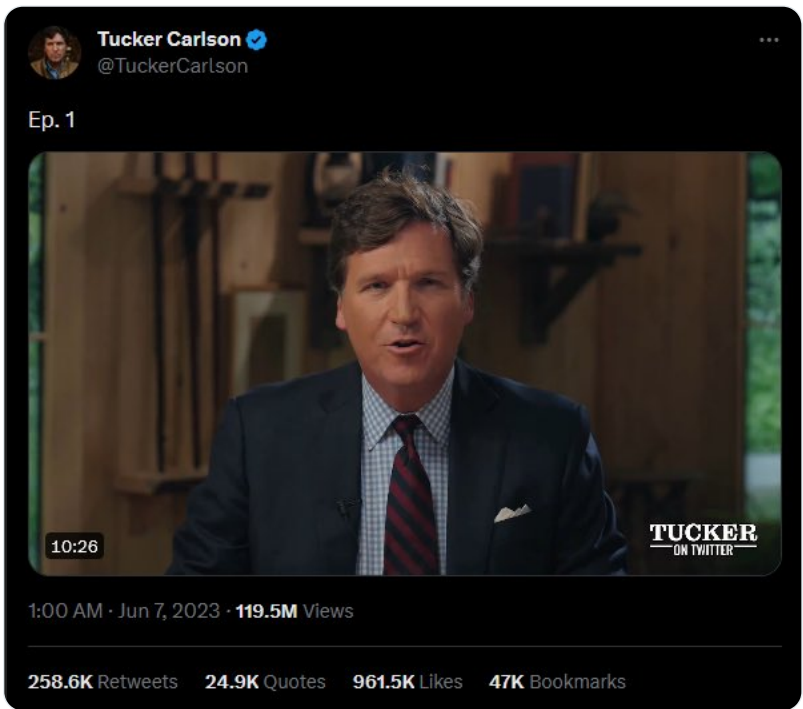 Tucker Carlson
@TuckerCarlson
Ep. 1
10:26
TUCKER
ON TWITTER
1:00 AM · Jun 7, 2023 · 119.5M Views
258.6K Retweets 24.9K Quotes 961.5K Likes 47K Bookmarks